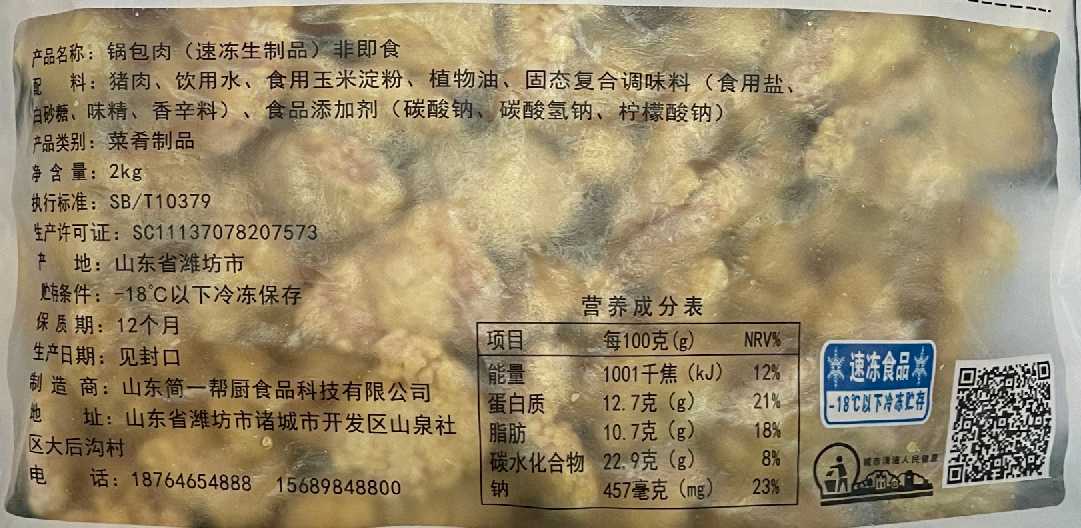 产品名称：锅包肉（速冻生制品）非即食
配　料：猪肉、饮用水、食用玉米淀粉、植物油、固态复合调味料（食用盐、
白砂糖、味精、香辛料）、食品添加剂（碳酸钠、碳酸氢钠、柠檬酸钠）
产品类别：菜肴制品
净含量：2kg
执行标准：SB/T10379
生产许可证：SC11137078207573
产　地：山东省潍坊市
贮存条件：-18℃以下冷冻保存
保质期：12个月
生产日期：见封口
制造商：山东简一帮厨食品科技有限公司
地　址：山东省潍坊市诸城市开发区山泉社
区大后沟村
电　话：18764654888　15689848800
营养成分表
项目　每100克(g)　NRV%
能量　1001千焦（kJ）　12%
蛋白质　12.7克（g）　21%
脂肪　10.7克（g）　18%
碳水化合物　22.9克（g）　8%
钠　457毫克（mg）　23%
速冻食品
-18℃以下冷冻贮存
城市清洁人民健康